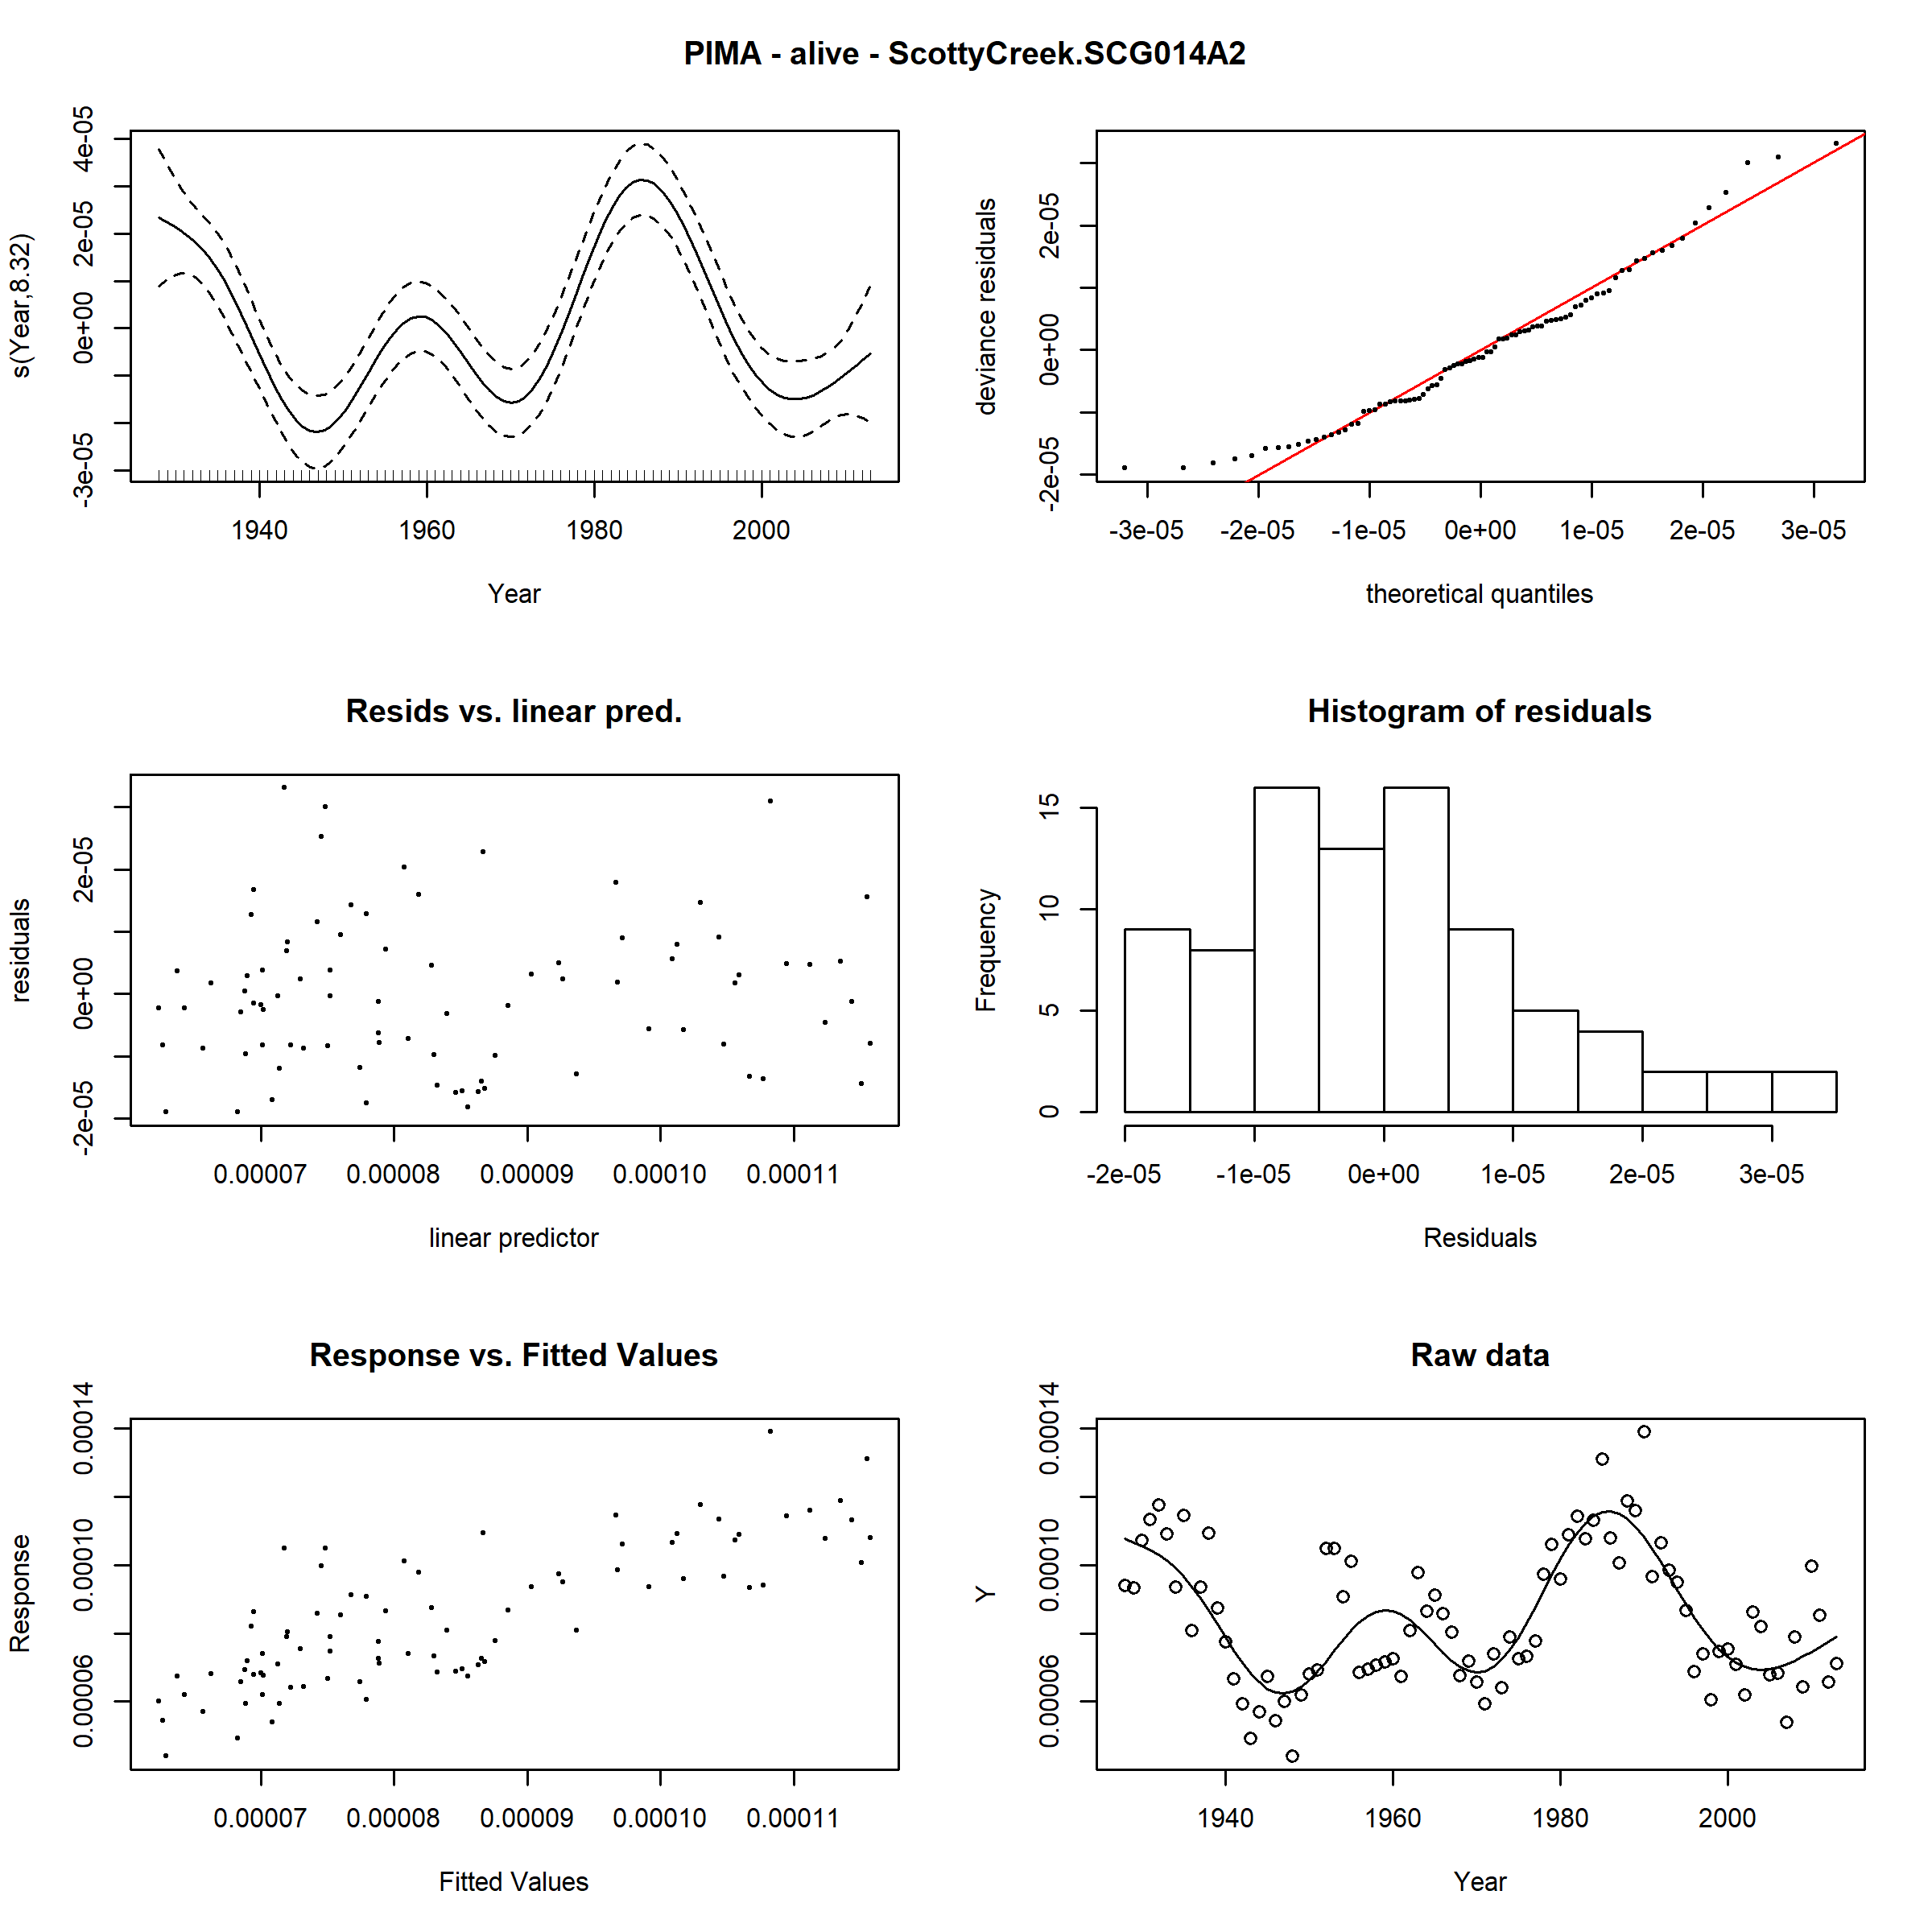 PIMA - alive - ScottyCreek.SCG014A2
s(Year,8.32)
-3e-05 0e+00 2e-05 4e-05
1940 1960 1980 2000
Year
deviance residuals
-2e-05 0e+00 2e-05
-3e-05 -2e-05 -1e-05 0e+00 1e-05 2e-05 3e-05
theoretical quantiles
Resids vs. linear pred.
residuals
-2e-05 0e+00 2e-05
0.00007 0.00008 0.00009 0.00010 0.00011
linear predictor
Histogram of residuals
Frequency
0 5 10 15
-2e-05 -1e-05 0e+00 1e-05 2e-05 3e-05
Residuals
Response vs. Fitted Values
Response
0.00006 0.00010 0.00014
0.00007 0.00008 0.00009 0.00010 0.00011
Fitted Values
Raw data
Y
0.00006 0.00010 0.00014
1940 1960 1980 2000
Year